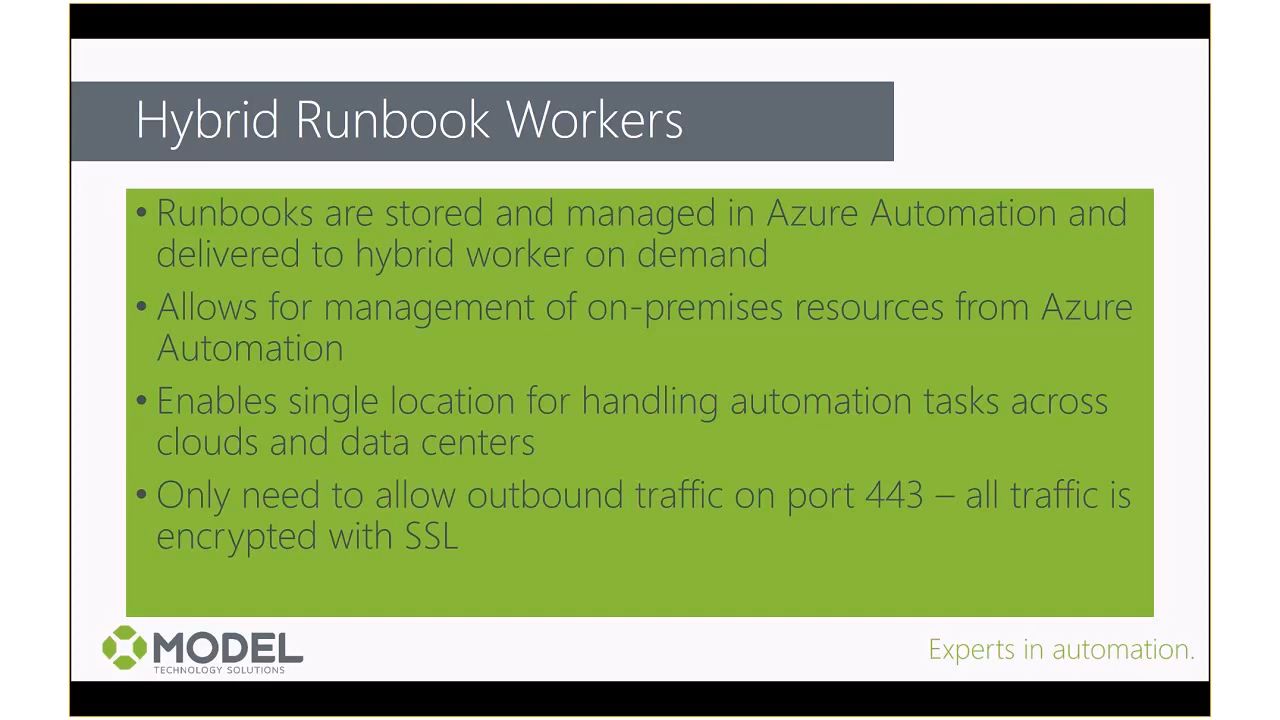 Hybrid Runbook Workers
• Runbooks are stored and managed in Azure Automation and
delivered to hybrid worker on demand
• Allows for management of on-premises resources from Azure
Automation
• Enables single location for handling automation tasks across
clouds and data centers
• Only need to allow outbound traffic on port 443 – all traffic is
encrypted with SSL
MODEL
TECHNOLOGY SOLUTIONS
Experts in automation.